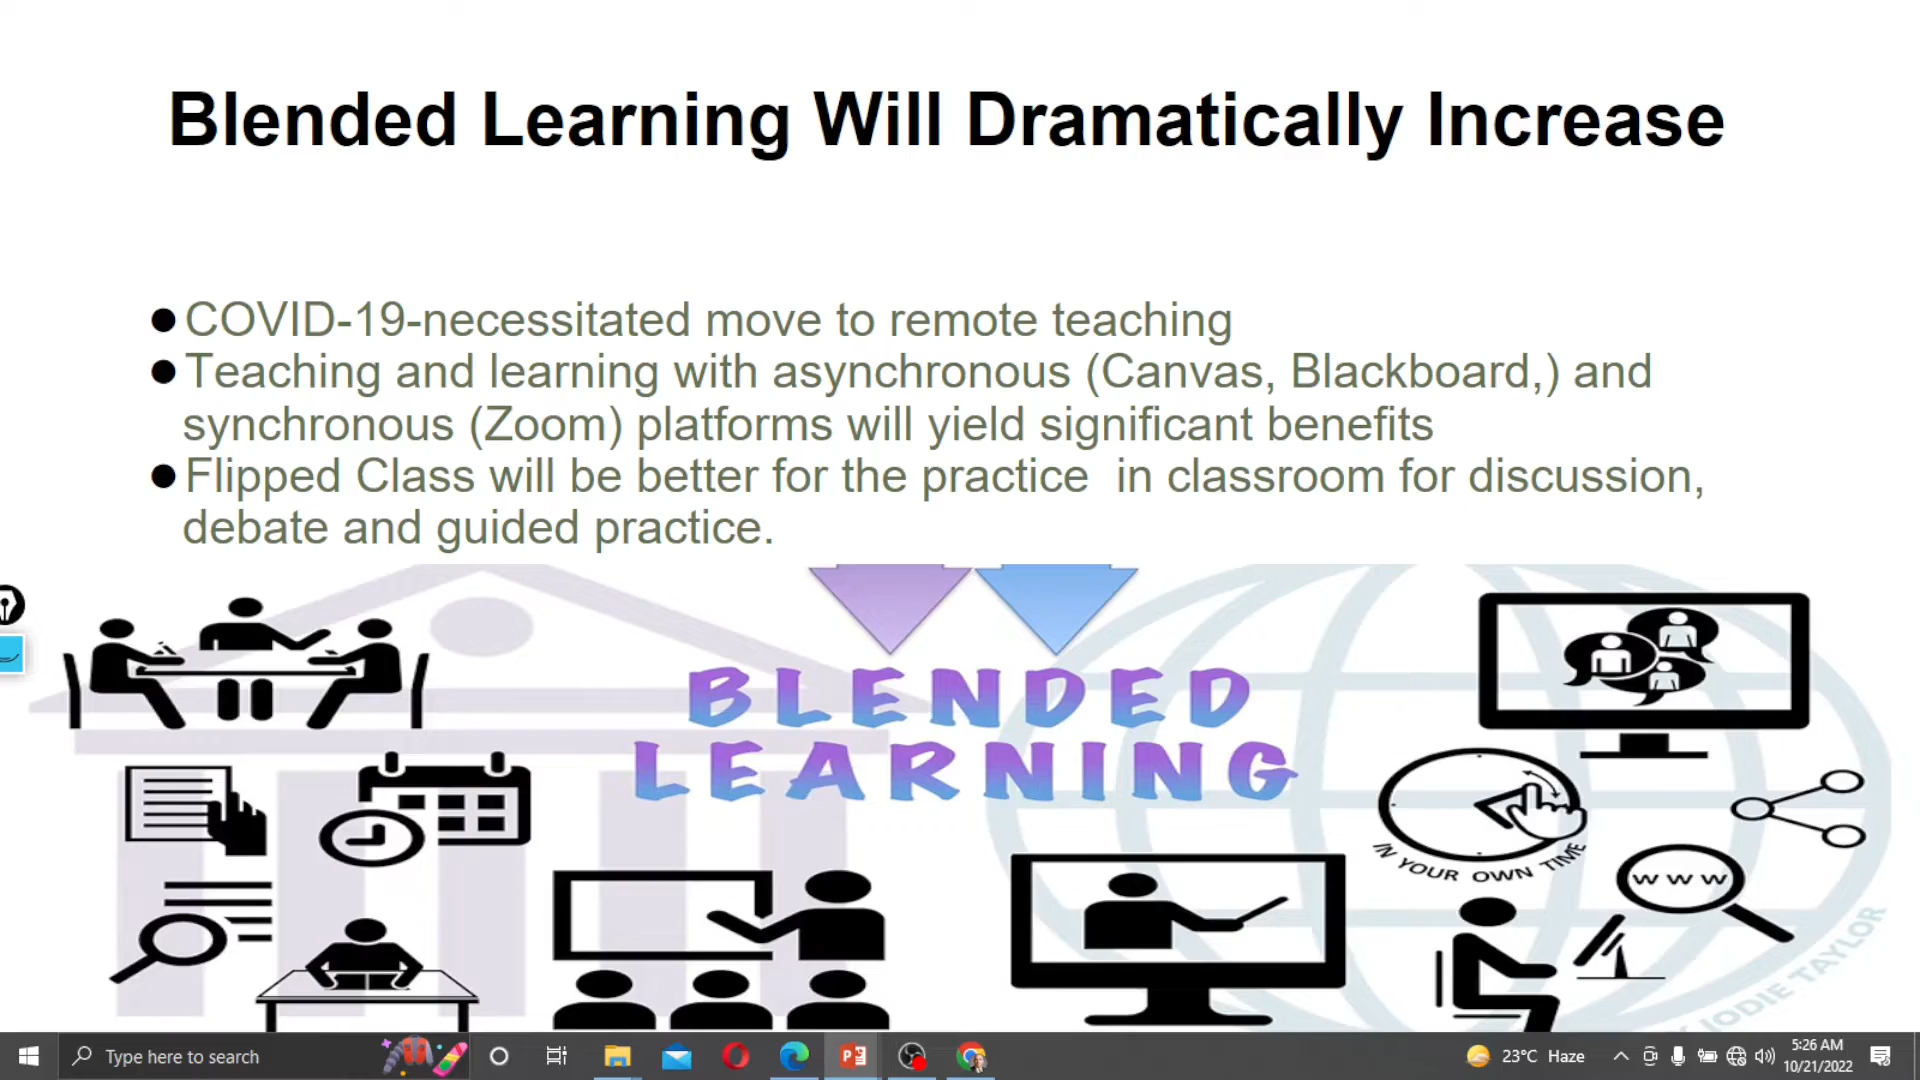 Blended Learning Will Dramatically Increase
●COVID-19-necessitated move to remote teaching
●Teaching and learning with asynchronous (Canvas, Blackboard,) and
synchronous (Zoom) platforms will yield significant benefits
●Flipped Class will be better for the practice  in classroom for discussion,
debate and guided practice.
BLENDED
LEARNING
IN YOUR OWN TIME
WWW
JODIE TAYLOR
Type here to search
23°C Haze
5:26 AM
10/21/2022